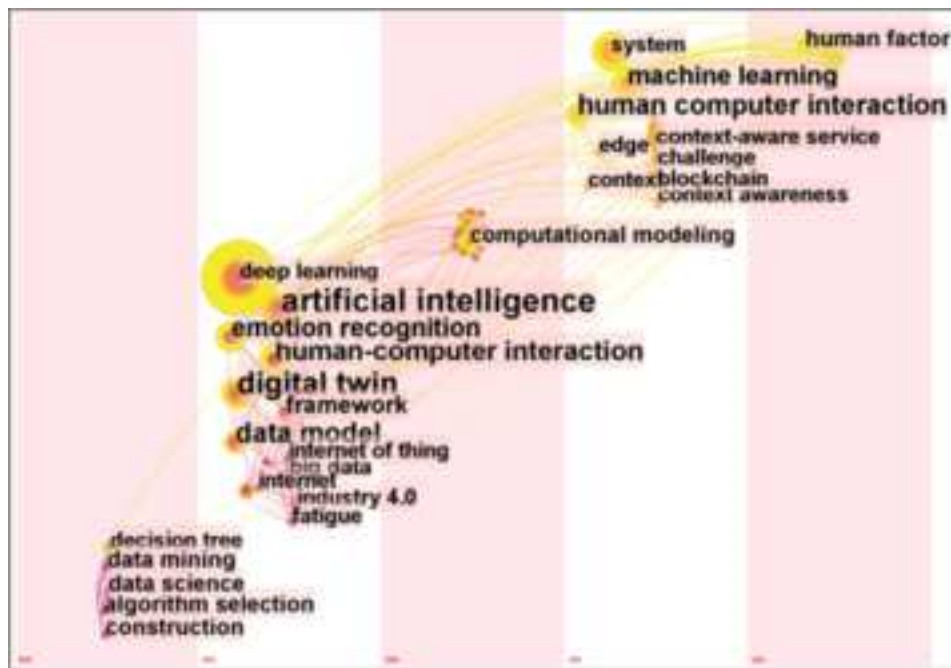 system
human factor
machine learning
human computer interaction
edge
context-aware service
challenge
blockchain
context awareness
computational modeling
deep learning
artificial intelligence
emotion recognition
human-computer interaction
digital twin
framework
data model
internet of thing
big data
internet
industry 4.0
fatigue
decision tree
data mining
data science
algorithm selection
construction